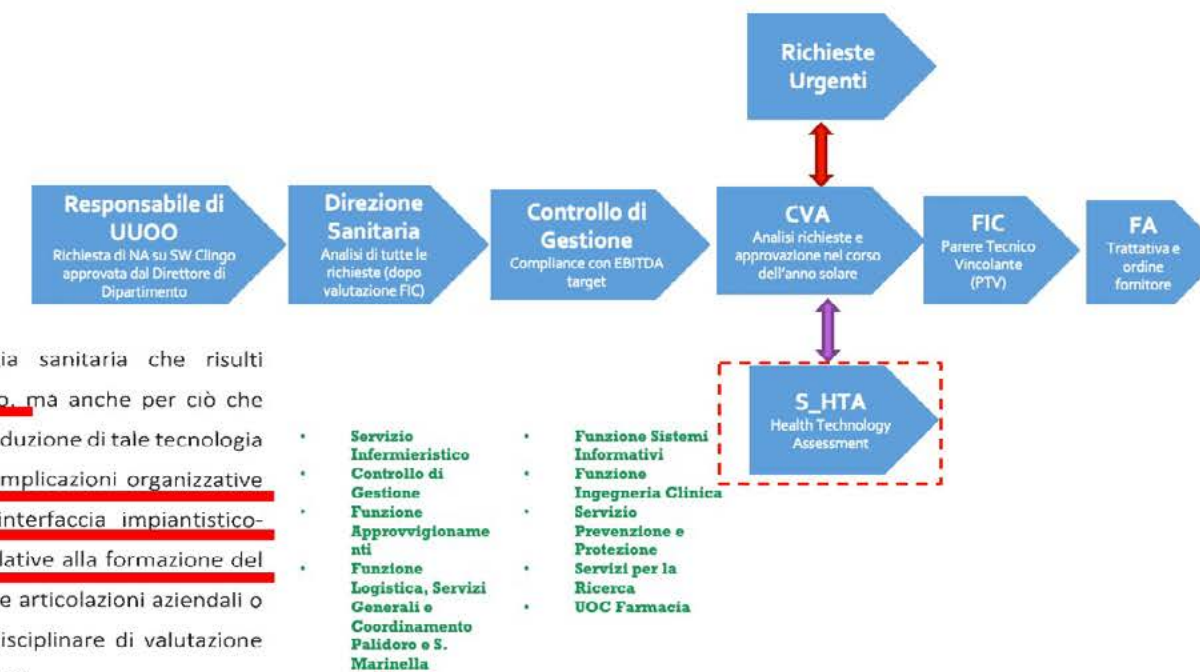 Richieste
Urgenti
Responsabile di
UUOO
Richiesta di NA su SW Clingo
approvata dal Direttore di
Dipartimento
Direzione
Sanitaria
Analisi di tutte le
richieste (dopo
valutazione FIC)
Controllo di
Gestione
Compliance con EBITDA
target
CVA
Analisi richieste e
approvazione nel corso
dell'anno solare
FIC
Parere Tecnico
Vincolante
(PTV)
FA
Trattativa e
ordine
fornitore
S_HTA
Health Technology
Assessment
sanitaria che risulti
ma anche per ciò che
di tale tecnologia
organizzative
interfaccia impiantistico-
alla formazione del
articolazioni aziendali o
di valutazione
• Servizio
Infermieristico
• Controllo di
Gestione
• Funzione
Approvvigioname
nti
• Funzione
Logistica, Servizi
Generali e
Coordinamento
Palidoro e S.
Marinella
• Funzione Sistemi
Informativi
• Funzione
Ingegneria Clinica
• Servizio
Prevenzione e
Protezione
• Servizi per la
Ricerca
• UOC Farmacia